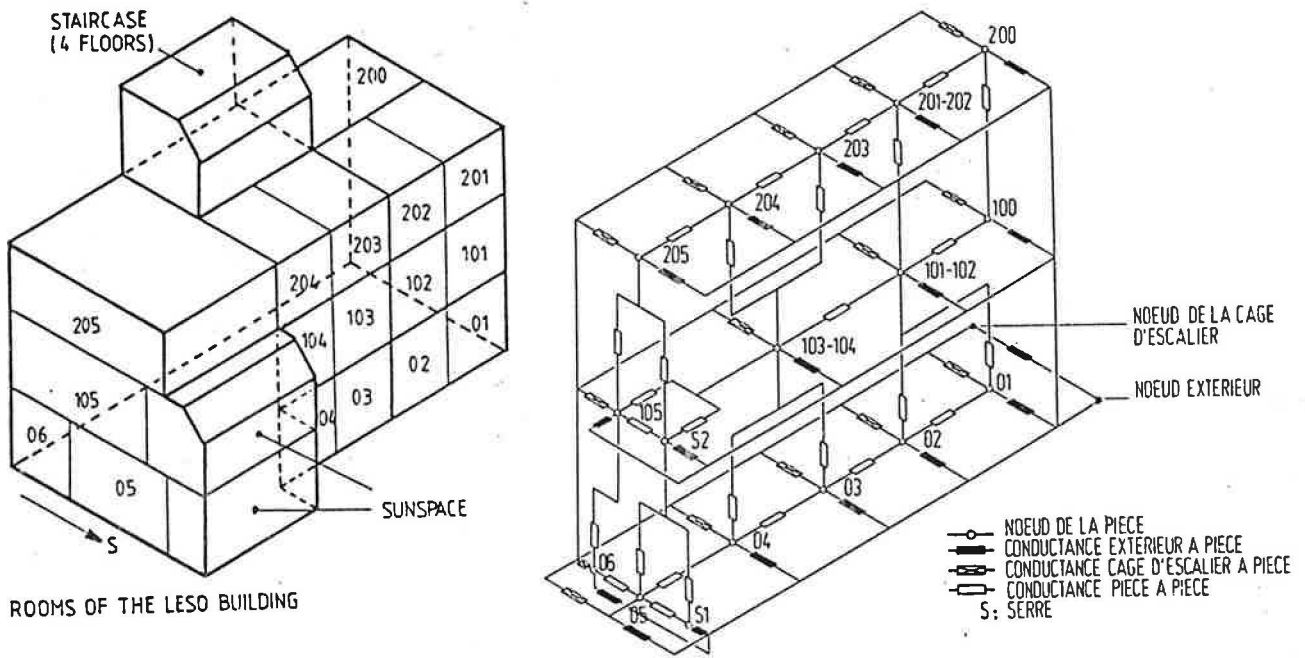 STAIRCASE
(4 FLOORS)
200
201
202
203
204
205
101
102
103
104
105
01
02
03
04
05
06
SUNSPACE
S
ROOMS OF THE LESO BUILDING
200
201-202
203
204
205
100
101-102
103-104
105
S2
01
02
03
04
06
05
S1
NOEUD DE LA CAGE
D'ESCALIER
NOEUD EXTERIEUR
NOEUD DE LA PIECE
CONDUCTANCE EXTERIEUR A PIECE
CONDUCTANCE CAGE D'ESCALIER A PIECE
CONDUCTANCE PIECE A PIECE
S: SERRE